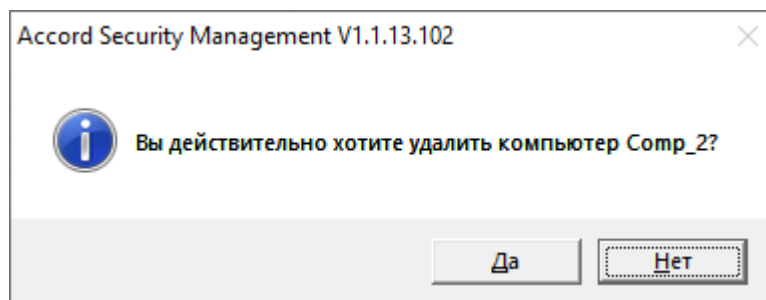 Accord Security Management V1.1.13.102
Вы действительно хотите удалить компьютер Comp_2?
Да
Нет